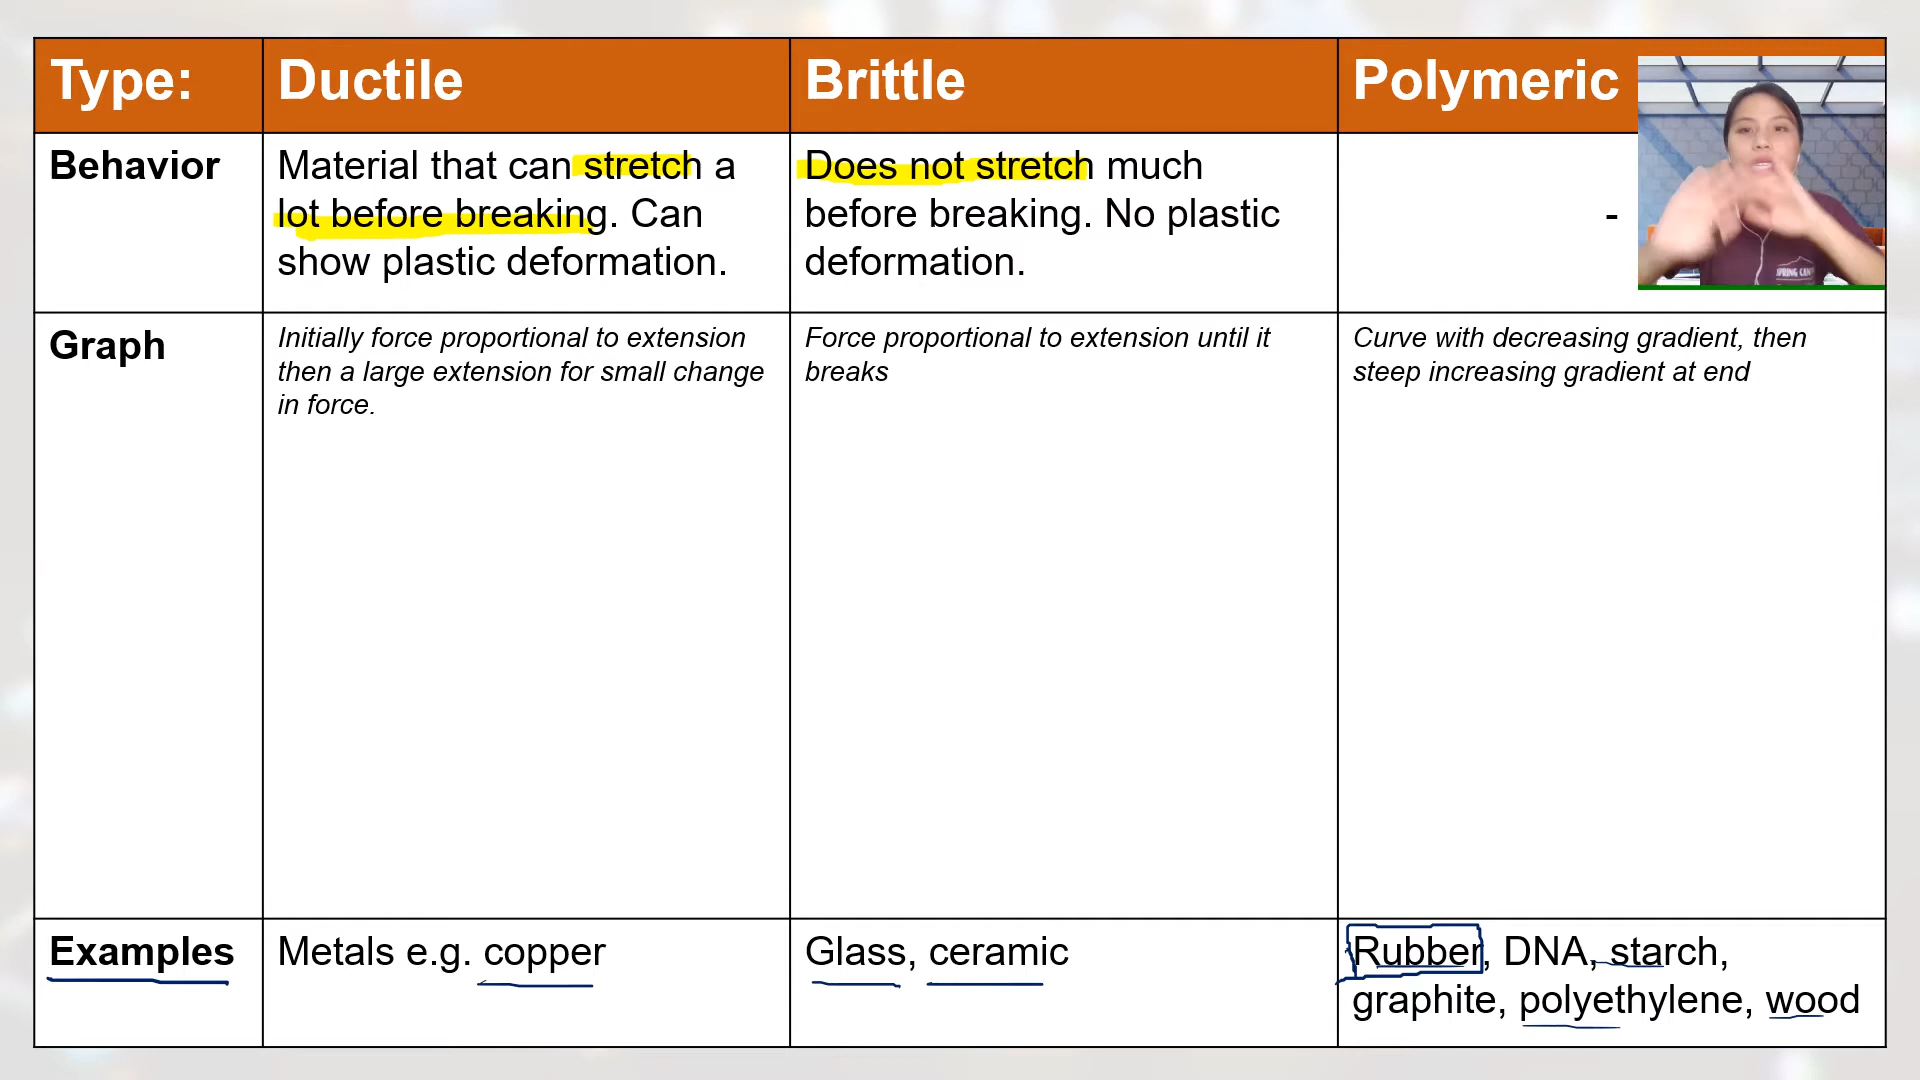 Type:
Ductile
Brittle
Polymeric
Behavior
Material that can stretch a
lot before breaking. Can
show plastic deformation.
Does not stretch much
before breaking. No plastic
deformation.
-
Graph
Initially force proportional to extension
then a large extension for small change
in force.
Force proportional to extension until it
breaks
Curve with decreasing gradient, then
steep increasing gradient at end
Examples
Metals e.g. copper
Glass, ceramic
Rubber, DNA, starch,
graphite, polyethylene, wood